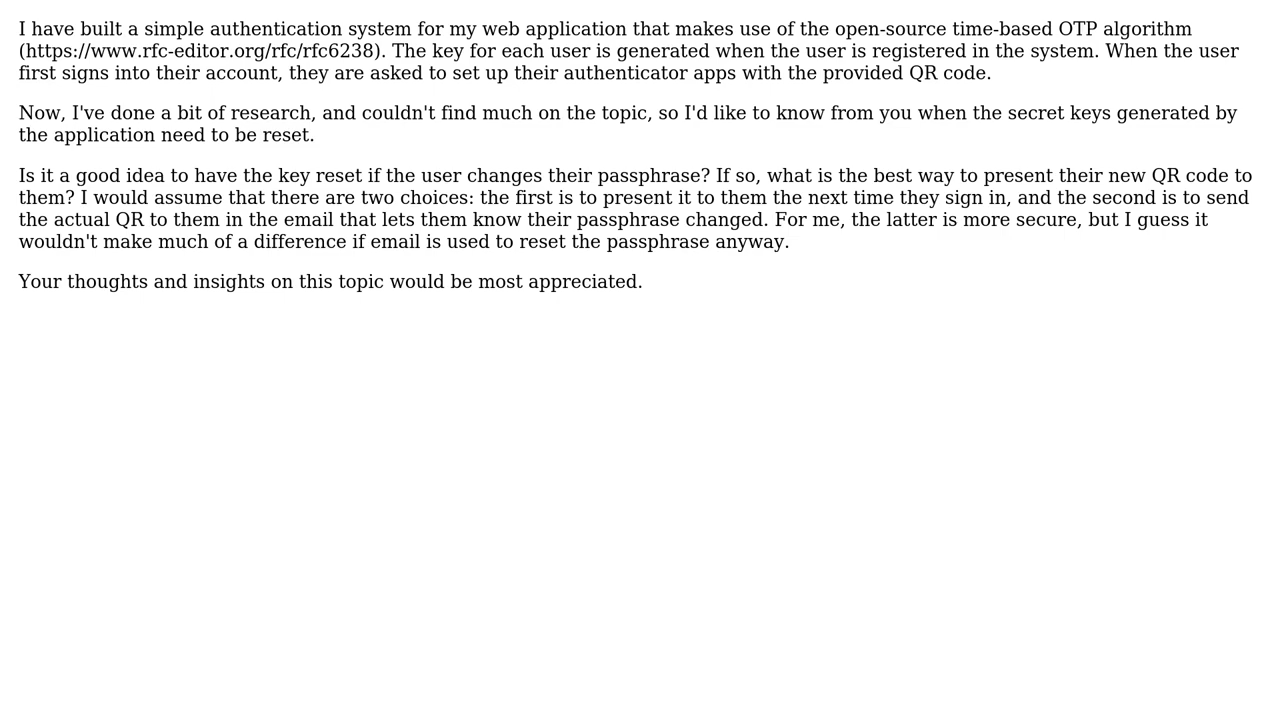 I have built a simple authentication system for my web application that makes use of the open-source time-based OTP algorithm
(https://www.rfc-editor.org/rfc/rfc6238). The key for each user is generated when the user is registered in the system. When the user
first signs into their account, they are asked to set up their authenticator apps with the provided QR code.
Now, I've done a bit of research, and couldn't find much on the topic, so I'd like to know from you when the secret keys generated by
the application need to be reset.
Is it a good idea to have the key reset if the user changes their passphrase? If so, what is the best way to present their new QR code to
them? I would assume that there are two choices: the first is to present it to them the next time they sign in, and the second is to send
the actual QR to them in the email that lets them know their passphrase changed. For me, the latter is more secure, but I guess it
wouldn't make much of a difference if email is used to reset the passphrase anyway.
Your thoughts and insights on this topic would be most appreciated.